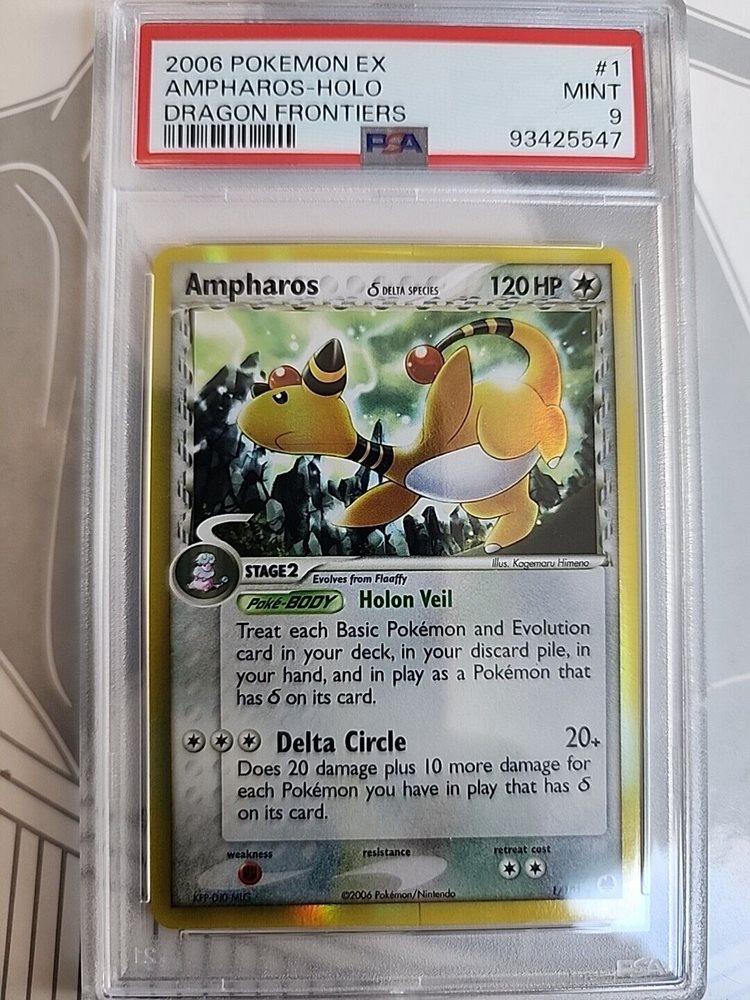 2006 POKEMON EX #1
AMPHAROS-HOLO MINT
DRAGON FRONTIERS 9
PSA 93425547
Ampharos δ DELTA SPECIES 120 HP
Illus. Kagemaru Himeno
STAGE2 Evolves from Flaaffy
Poké-BODY Holon Veil
Treat each Basic Pokémon and Evolution
card in your deck, in your discard pile, in
your hand, and in play as a Pokémon that
has δ on its card.
Delta Circle 20+
Does 20 damage plus 10 more damage for
each Pokémon you have in play that has δ
on its card.
weakness resistance retreat cost
©2006 Pokémon/Nintendo
PSA